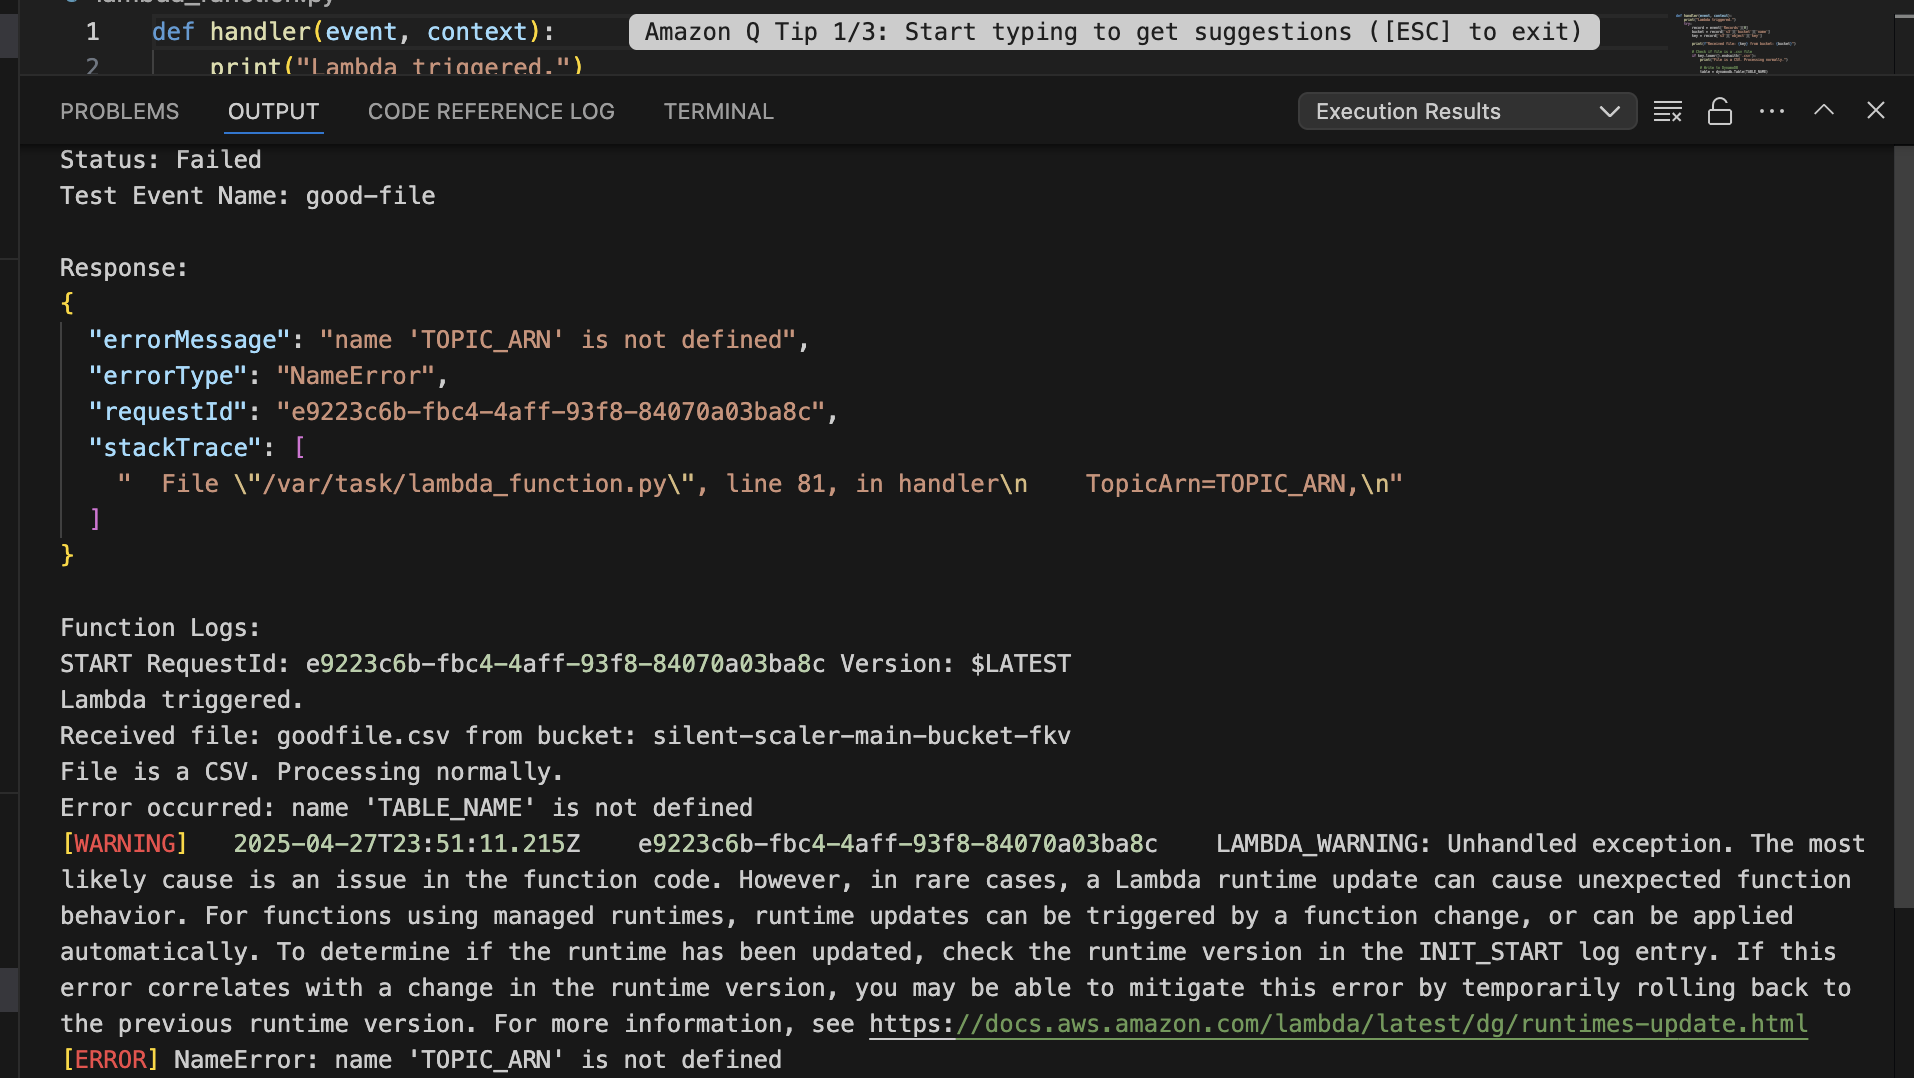 lambda_function.py
1 def handler(event, context): Amazon Q Tip 1/3: Start typing to get suggestions ([ESC] to exit)
2 print("Lambda triggered.")
PROBLEMS OUTPUT CODE REFERENCE LOG TERMINAL Execution Results
Status: Failed
Test Event Name: good-file
Response:
{
"errorMessage": "name 'TOPIC_ARN' is not defined",
"errorType": "NameError",
"requestId": "e9223c6b-fbc4-4aff-93f8-84070a03ba8c",
"stackTrace": [
"  File \"/var/task/lambda_function.py\", line 81, in handler\n    TopicArn=TOPIC_ARN,\n"
]
}
Function Logs:
START RequestId: e9223c6b-fbc4-4aff-93f8-84070a03ba8c Version: $LATEST
Lambda triggered.
Received file: goodfile.csv from bucket: silent-scaler-main-bucket-fkv
File is a CSV. Processing normally.
Error occurred: name 'TABLE_NAME' is not defined
[WARNING] 2025-04-27T23:51:11.215Z e9223c6b-fbc4-4aff-93f8-84070a03ba8c LAMBDA_WARNING: Unhandled exception. The most
likely cause is an issue in the function code. However, in rare cases, a Lambda runtime update can cause unexpected function
behavior. For functions using managed runtimes, runtime updates can be triggered by a function change, or can be applied
automatically. To determine if the runtime has been updated, check the runtime version in the INIT_START log entry. If this
error correlates with a change in the runtime version, you may be able to mitigate this error by temporarily rolling back to
the previous runtime version. For more information, see https://docs.aws.amazon.com/lambda/latest/dg/runtimes-update.html
[ERROR] NameError: name 'TOPIC_ARN' is not defined